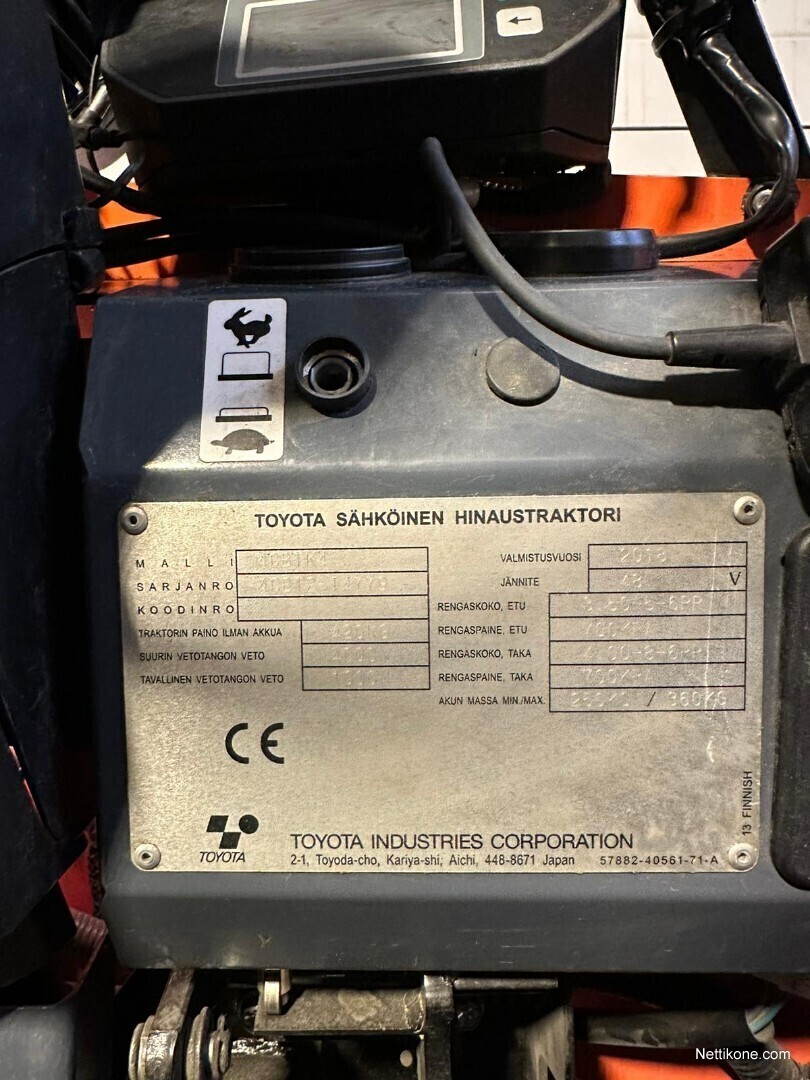 TOYOTA SÄHKÖINEN HINAUSTRAKTORI
MALLI
SARJANRO
KOODINRO
TRAKTORIN PAINO ILMAN AKKUA
SUURIN VETOTANGON VETO
TAVALLINEN VETOTANGON VETO
VALMISTUSVUOSI 2018
JÄNNITE 48 V
RENGASKOKO, ETU
RENGASPAINE, ETU
RENGASKOKO, TAKA
RENGASPAINE, TAKA
AKUN MASSA MIN./MAX. / 360KG
CE
13 FINNISH
TOYOTA
TOYOTA INDUSTRIES CORPORATION
2-1, Toyoda-cho, Kariya-shi, Aichi, 448-8671 Japan 57882-40561-71-A
Nettikone.com